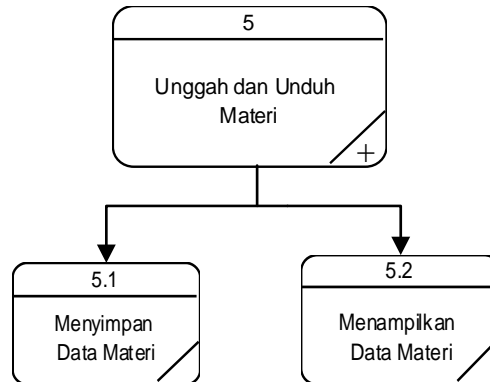 5
Unggah dan Unduh
Materi
+
5.1
Menyimpan
Data Materi
5.2
Menampilkan
Data Materi